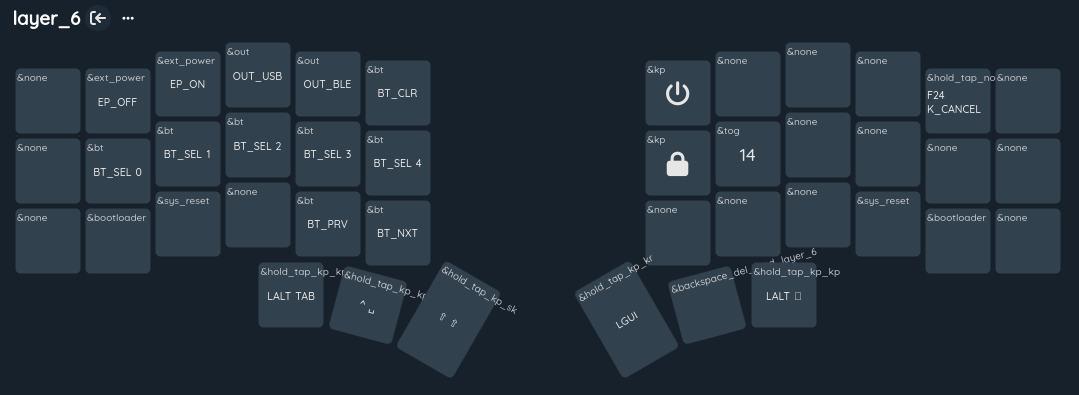 layer_6
&none &ext_power &ext_power &out &out &bt
EP_OFF EP_ON OUT_USB OUT_BLE BT_CLR
&kp &none &none &none &hold_tap_no &none
F24
K_CANCEL
&none &bt &bt &bt &bt &bt
BT_SEL 0 BT_SEL 1 BT_SEL 2 BT_SEL 3 BT_SEL 4
&kp &tog &none &none &none &none
14
&none &bootloader &sys_reset &none &bt &bt
BT_PRV BT_NXT
&none &none &none &sys_reset &bootloader &none
&hold_tap_kp_kr &hold_tap_kp_kr &hold_tap_kp_sk
LALT TAB ^ ␣ ⇧ ⇧
&hold_tap_kp_kr &backspace_del layer_6 &hold_tap_kp_kp
LGUI LALT